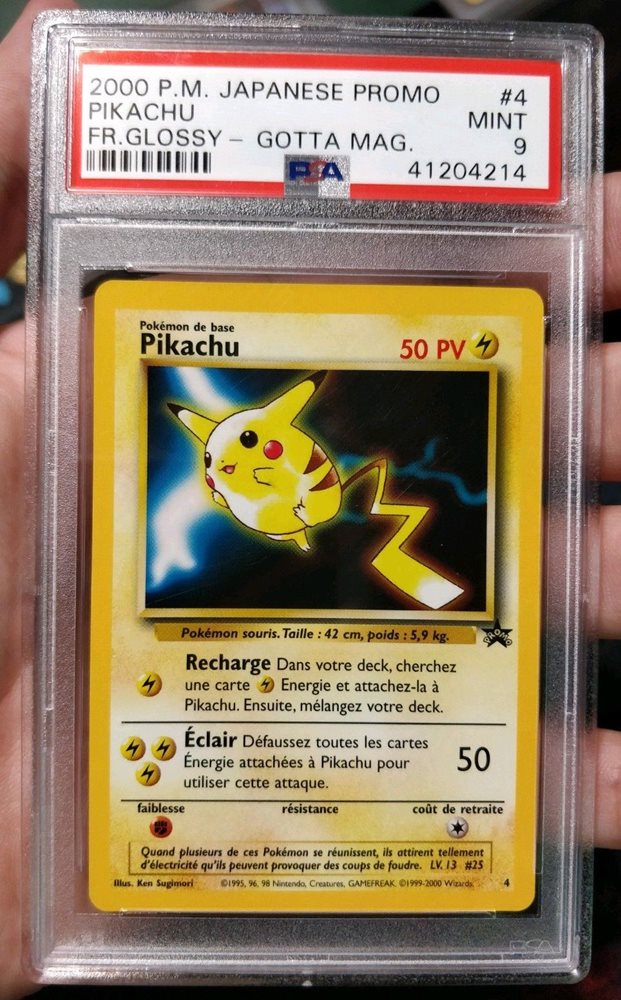 2000 P.M. JAPANESE PROMO #4
PIKACHU MINT
FR.GLOSSY - GOTTA MAG. 9
PSA 41204214
Pokémon de base
Pikachu 50 PV
Pokémon souris. Taille : 42 cm, poids : 5,9 kg.
PROMO
Recharge Dans votre deck, cherchez
une carte Energie et attachez-la à
Pikachu. Ensuite, mélangez votre deck.
Éclair Défaussez toutes les cartes
Énergie attachées à Pikachu pour
utiliser cette attaque.
50
faiblesse résistance coût de retraite
Quand plusieurs de ces Pokémon se réunissent, ils attirent tellement
d'électricité qu'ils peuvent provoquer des coups de foudre. LV. 13 #25
Illus. Ken Sugimori ©1995, 96, 98 Nintendo, Creatures, GAMEFREAK. ©1999-2000 Wizards. 4
PSA